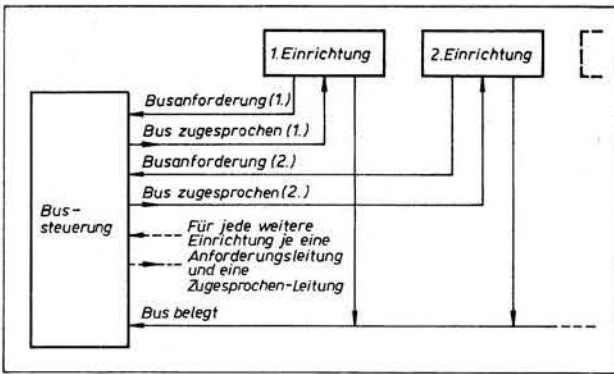 1. Einrichtung
2. Einrichtung
Busanforderung (1.)
Bus zugesprochen (1.)
Busanforderung (2.)
Bus zugesprochen (2.)
Bus-
steuerung
Für jede weitere
Einrichtung je eine
Anforderungsleitung
und eine
Zugesprochen-Leitung
Bus belegt